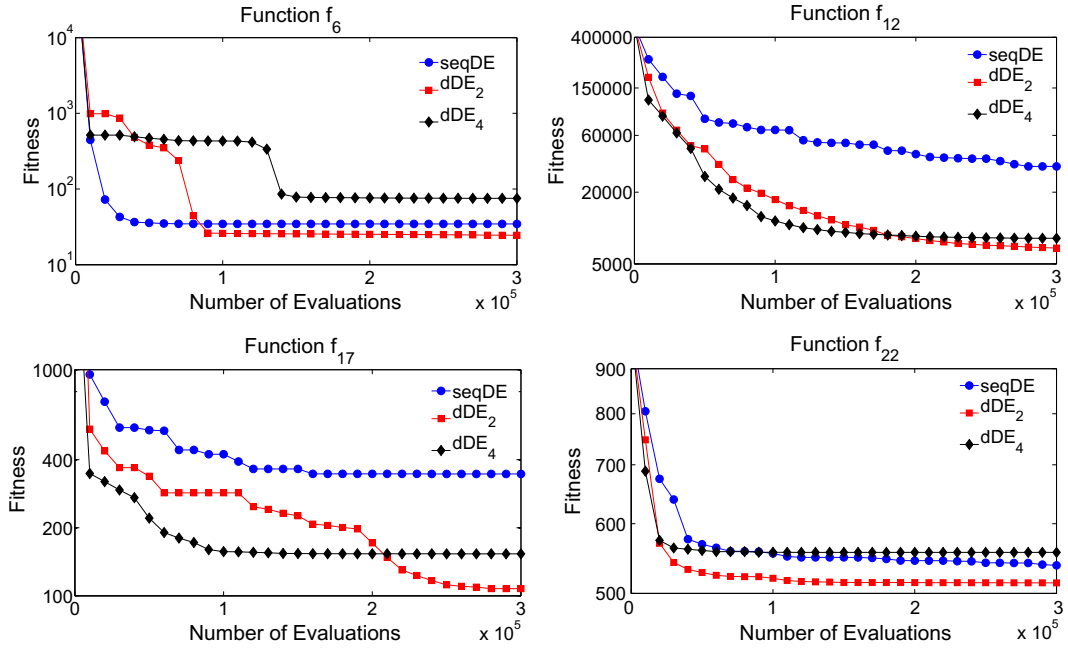 Function f6
10^4
10^3
10^2
10^1
Fitness
seqDE
dDE2
dDE4
0 1 2 3
Number of Evaluations
x 10^5
Function f12
400000
150000
60000
20000
5000
Fitness
seqDE
dDE2
dDE4
0 1 2 3
Number of Evaluations
x 10^5
Function f17
1000
400
200
100
Fitness
seqDE
dDE2
dDE4
0 1 2 3
Number of Evaluations
x 10^5
Function f22
900
800
700
600
500
Fitness
seqDE
dDE2
dDE4
0 1 2 3
Number of Evaluations
x 10^5